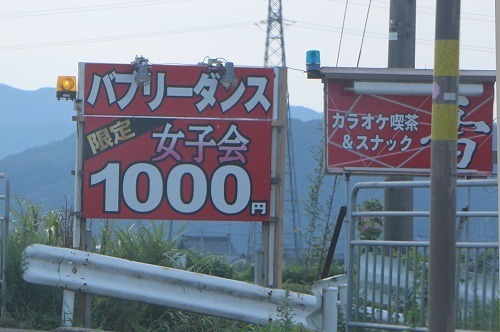 バブリーダンス
限定 女子会
1000円
カラオケ喫茶
&スナック